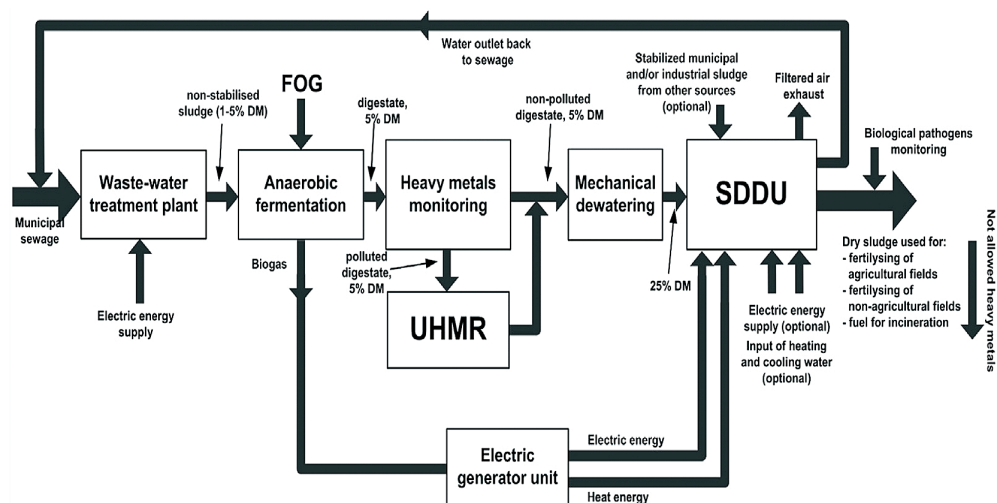 Water outlet back
to sewage
Stabilized municipal
and/or industrial sludge
from other sources
(optional)
Filtered air
exhaust
FOG
non-stabilised
sludge (1-5% DM)
digestate,
5% DM
non-polluted
digestate, 5% DM
Biological pathogens
monitoring
Waste-water
treatment plant
Anaerobic
fermentation
Heavy metals
monitoring
Mechanical
dewatering
SDDU
Municipal
sewage
Biogas
polluted
digestate,
5% DM
25% DM
Dry sludge used for:
- fertilysing of
agricultural fields
- fertilysing of
non-agricultural fields
- fuel for incineration
Not allowed heavy metals
Electric energy
supply
UHMR
Electric energy
supply (optional)
Input of heating
and cooling water
(optional)
Electric
generator unit
Electric energy
Heat energy